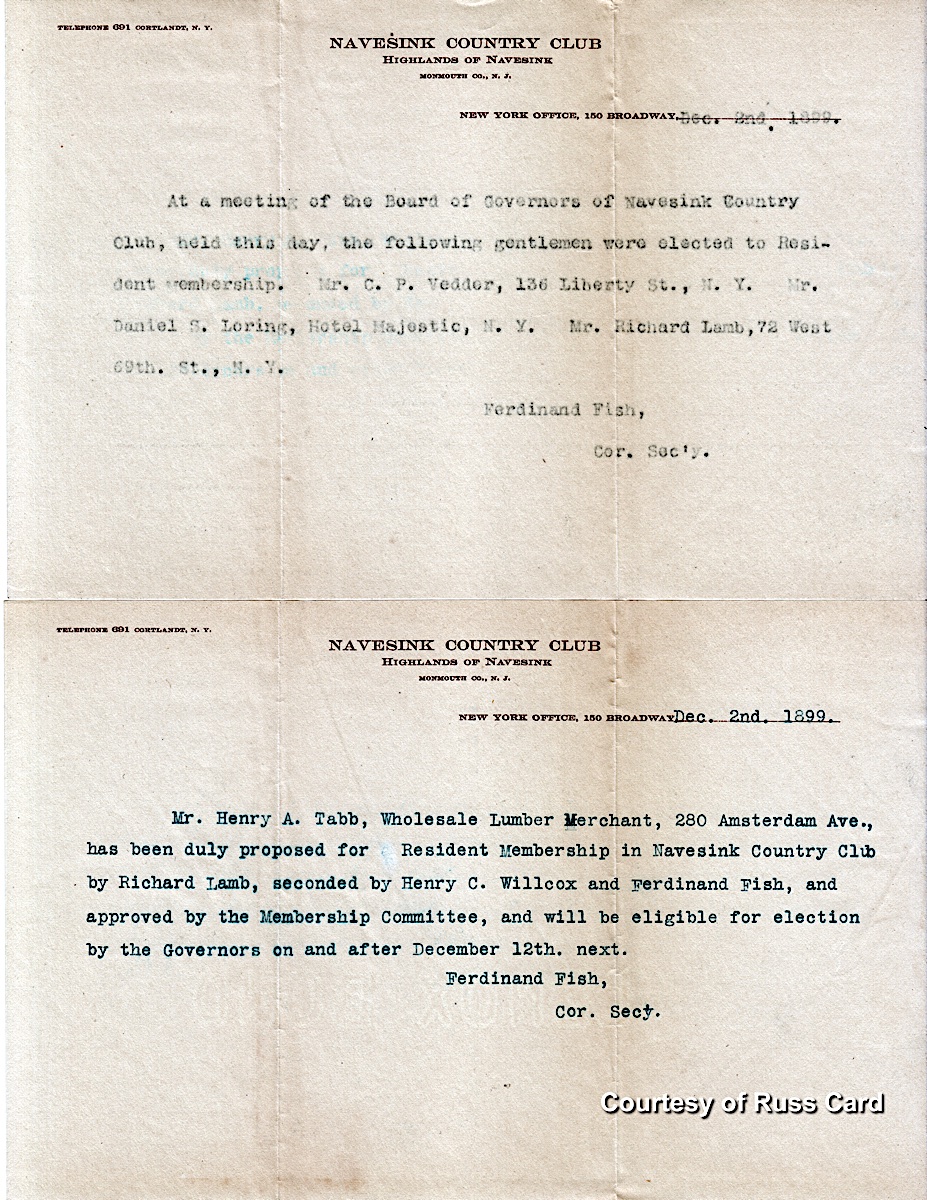 TELEPHONE 691 CORTLANDT, N. Y.
NAVESINK COUNTRY CLUB
HIGHLANDS OF NAVESINK
MONMOUTH CO., N. J.
NEW YORK OFFICE, 150 BROADWAY, Dec. 2nd. 1899.
At a meeting of the Board of Governors of Navesink Country
Club, held this day, the following gentlemen were elected to Resi-
dent membership. Mr. C. P. Vedder, 136 Liberty St., N. Y. Mr.
Daniel S. Loring, Hotel Majestic, N. Y. Mr. Richard Lamb,72 West
69th. St., N. Y.
Ferdinand Fish,
Cor. Sec'y.
TELEPHONE 691 CORTLANDT, N. Y.
NAVESINK COUNTRY CLUB
HIGHLANDS OF NAVESINK
MONMOUTH CO., N. J.
NEW YORK OFFICE, 150 BROADWAY Dec. 2nd. 1899.
Mr. Henry A. Tabb, Wholesale Lumber Merchant, 280 Amsterdam Ave.,
has been duly proposed for Resident Membership in Navesink Country Club
by Richard Lamb, seconded by Henry C. Willcox and Ferdinand Fish, and
approved by the Membership Committee, and will be eligible for election
by the Governors on and after December 12th. next.
Ferdinand Fish,
Cor. Secy.
Courtesy of Russ Card